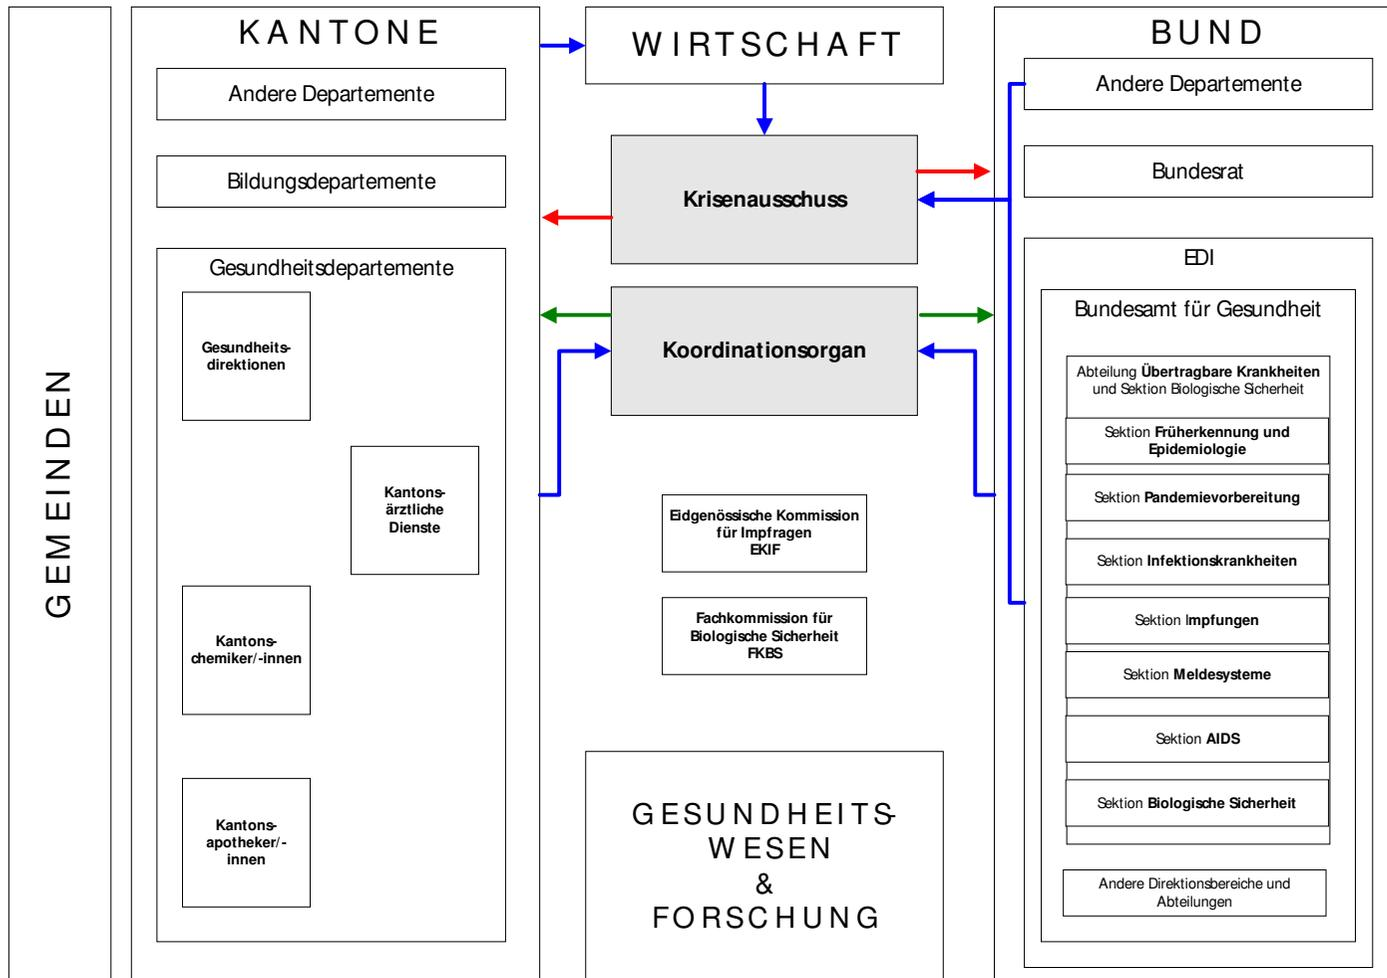 GEMEINDEN
KANTONE
Andere Departemente
Bildungsdepartemente
Gesundheitsdepartemente
Gesundheits-
direktionen
Kantons-
ärztliche
Dienste
Kantons-
chemiker/-innen
Kantons-
apotheker/-
innen
WIRTSCHAFT
Krisenausschuss
Koordinationsorgan
Eidgenössische Kommission
für Impfragen
EKIF
Fachkommission für
Biologische Sicherheit
FKBS
GESUNDHEITS-
WESEN
&
FORSCHUNG
BUND
Andere Departemente
Bundesrat
EDI
Bundesamt für Gesundheit
Abteilung Übertragbare Krankheiten
und Sektion Biologische Sicherheit
Sektion Früherkennung und
Epidemiologie
Sektion Pandemievorbereitung
Sektion Infektionskrankheiten
Sektion Impfungen
Sektion Meldesysteme
Sektion AIDS
Sektion Biologische Sicherheit
Andere Direktionsbereiche und
Abteilungen